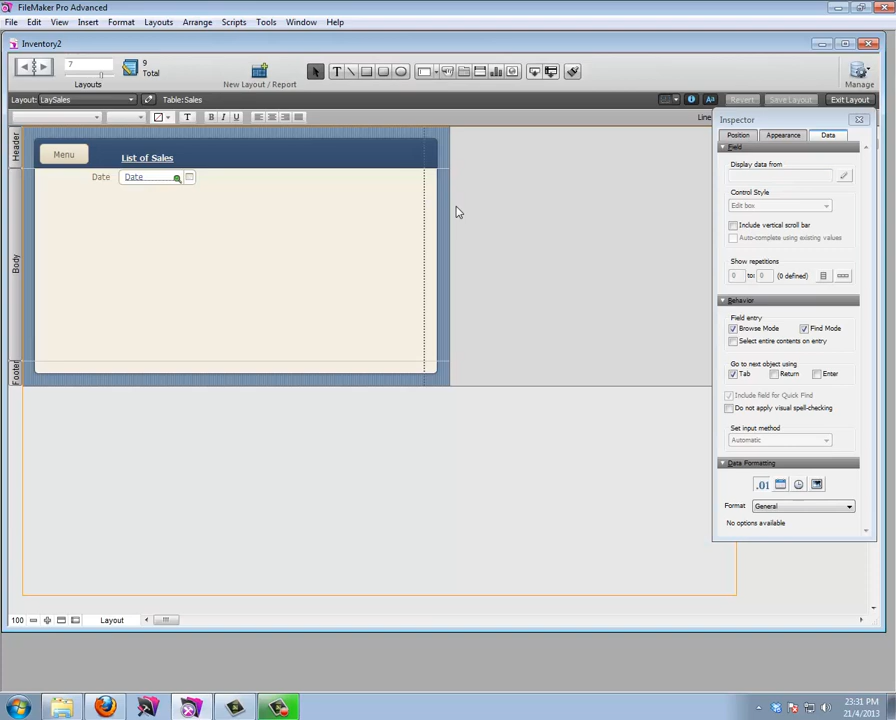 FileMaker Pro Advanced
File Edit View Insert Format Layouts Arrange Scripts Tools Window Help
Inventory2
7
9
Total
Layouts
New Layout / Report
T
Manage
Layout: LaySales
Table: Sales
Aa
Revert
Save Layout
Exit Layout
T
B I U
Line
Inspector
Position Appearance Data
Header
Menu
List of Sales
Date
Date
Body
Footer
Field
Display data from
Control Style
Edit box
Include vertical scroll bar
Auto-complete using existing values
Show repetitions
0 to: 0 (0 defined)
Behavior
Field entry
Browse Mode Find Mode
Select entire contents on entry
Go to next object using
Tab Return Enter
Include field for Quick Find
Do not apply visual spell-checking
Set input method
Automatic
Data Formatting
.01
Format General
No options available
100
Layout
23:31 PM
21/4/2013